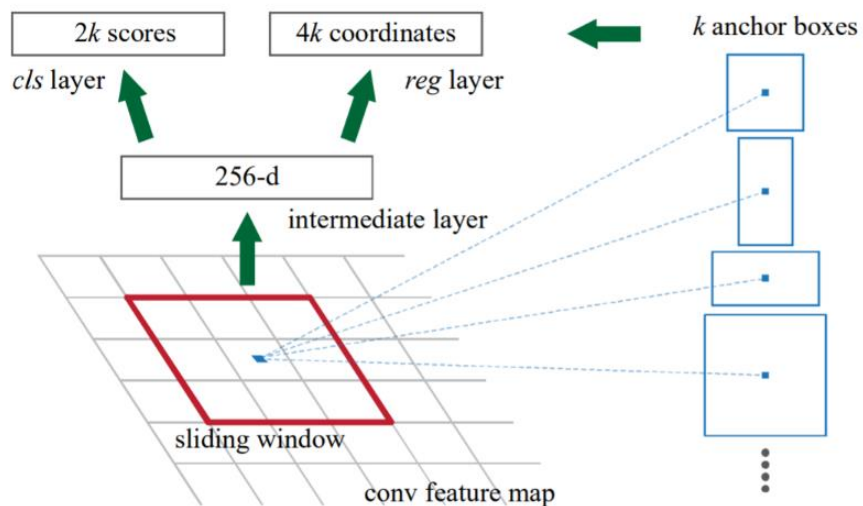 2k scores
4k coordinates
k anchor boxes
cls layer
reg layer
256-d
intermediate layer
sliding window
conv feature map